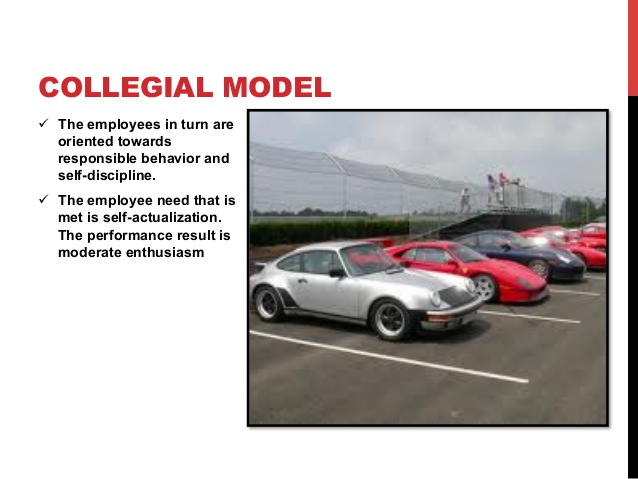 COLLEGIAL MODEL
✓ The employees in turn are
oriented towards
responsible behavior and
self-discipline.
✓ The employee need that is
met is self-actualization.
The performance result is
moderate enthusiasm